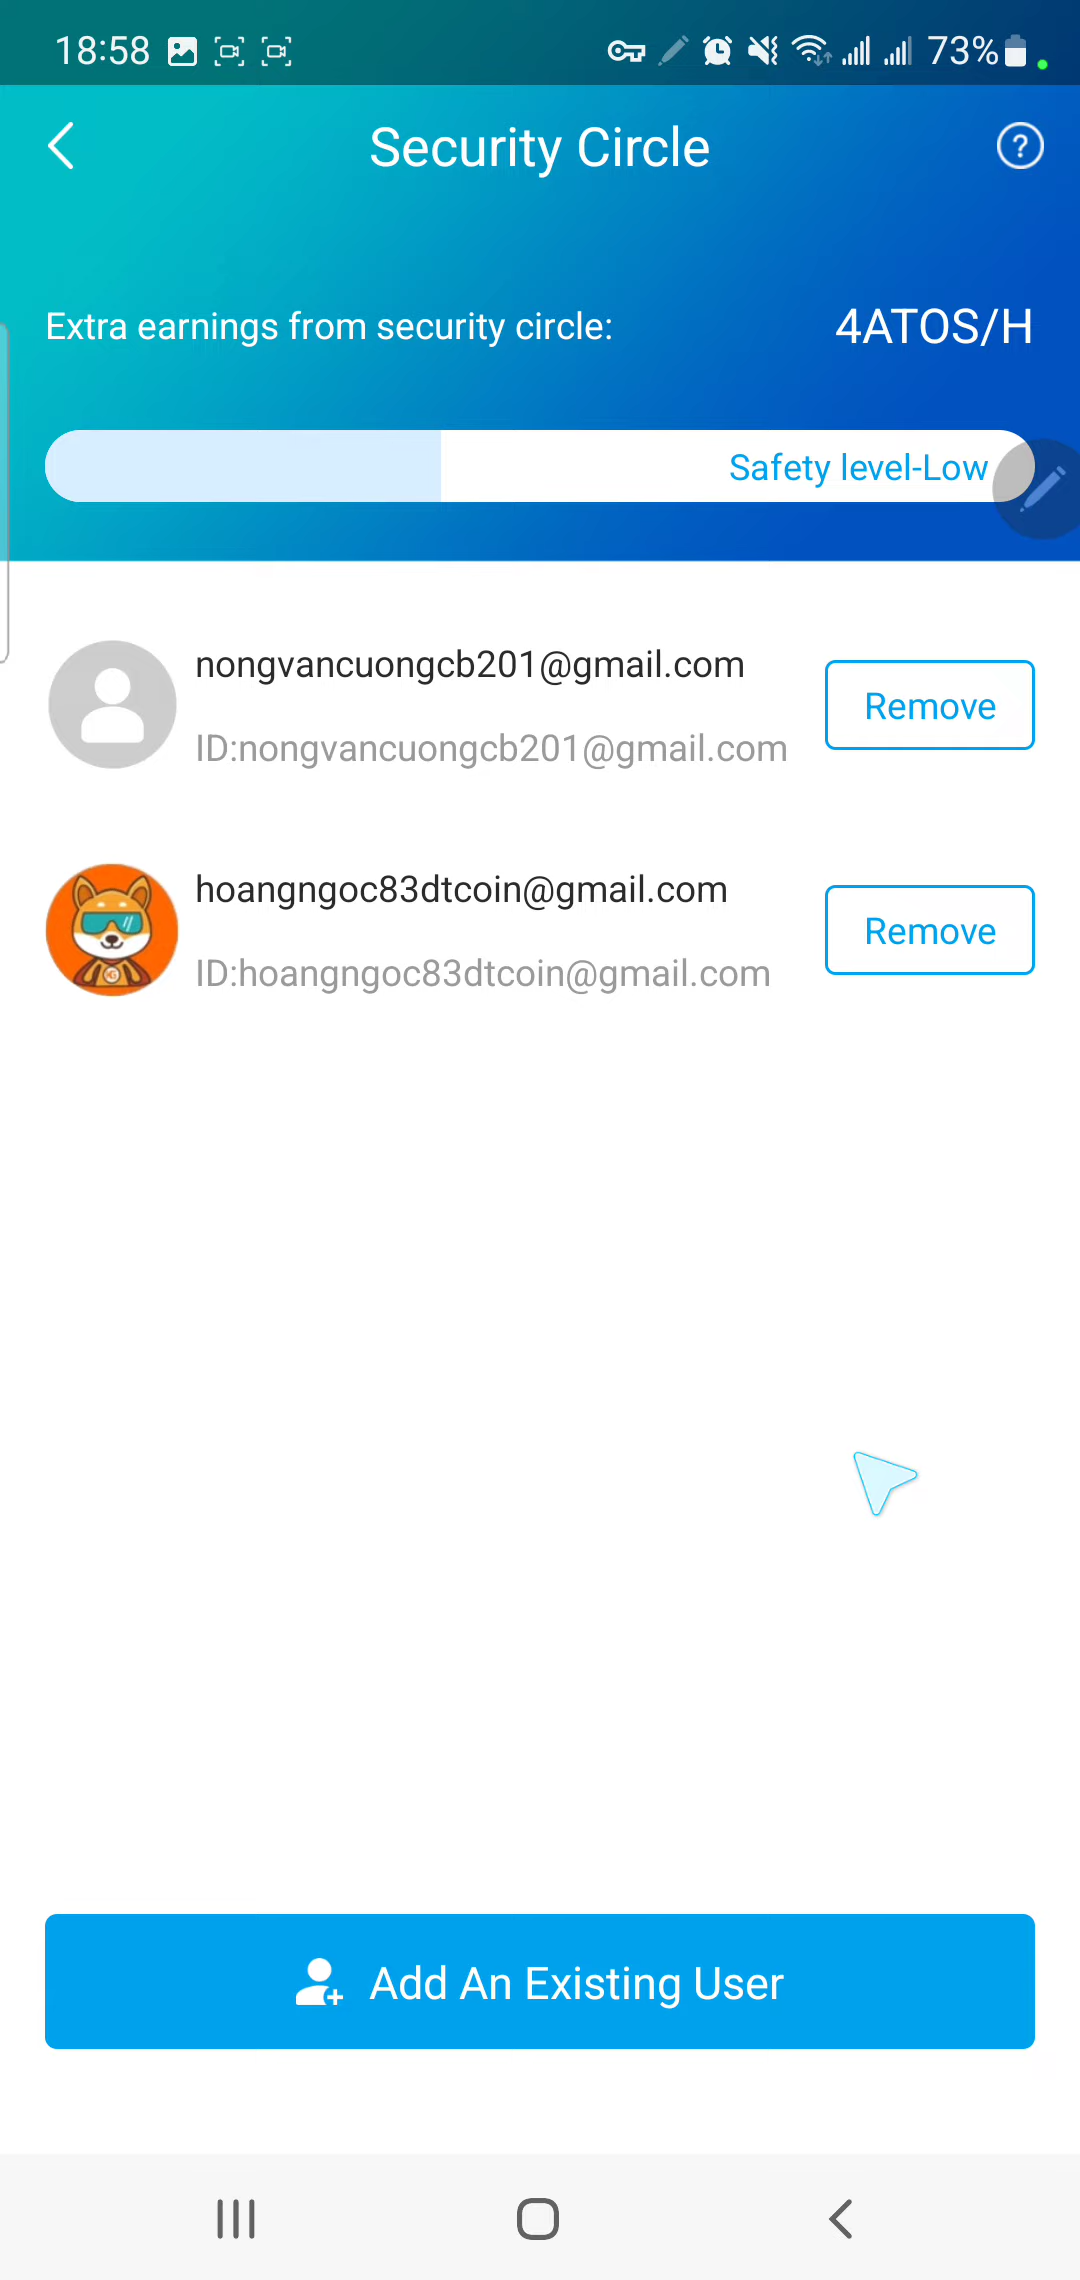 18:58
73%
Security Circle
?
Extra earnings from security circle:
4ATOS/H
Safety level-Low
nongvancuongcb201@gmail.com
ID:nongvancuongcb201@gmail.com
Remove
hoangngoc83dtcoin@gmail.com
ID:hoangngoc83dtcoin@gmail.com
Remove
Add An Existing User